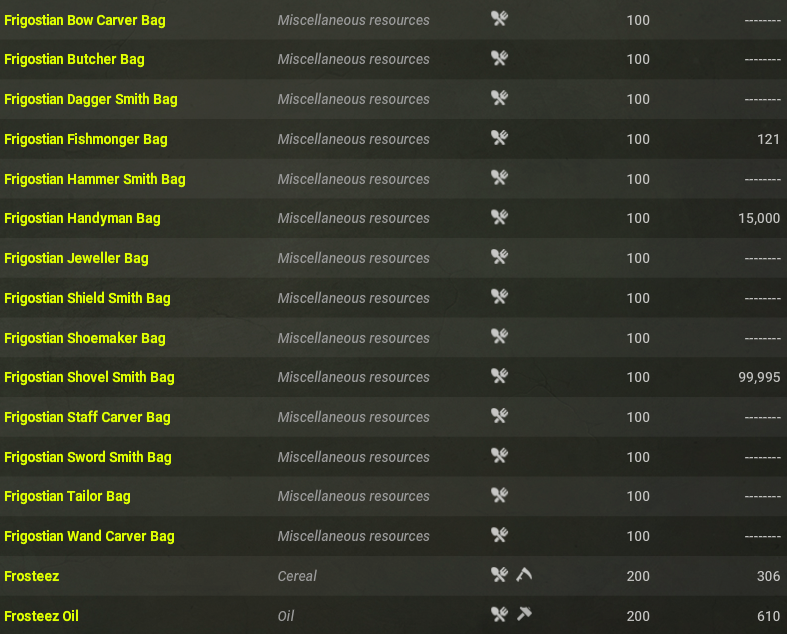 Frigostian Bow Carver Bag Miscellaneous resources 100 --------
Frigostian Butcher Bag Miscellaneous resources 100 --------
Frigostian Dagger Smith Bag Miscellaneous resources 100 --------
Frigostian Fishmonger Bag Miscellaneous resources 100 121
Frigostian Hammer Smith Bag Miscellaneous resources 100 --------
Frigostian Handyman Bag Miscellaneous resources 100 15,000
Frigostian Jeweller Bag Miscellaneous resources 100 --------
Frigostian Shield Smith Bag Miscellaneous resources 100 --------
Frigostian Shoemaker Bag Miscellaneous resources 100 --------
Frigostian Shovel Smith Bag Miscellaneous resources 100 99,995
Frigostian Staff Carver Bag Miscellaneous resources 100 --------
Frigostian Sword Smith Bag Miscellaneous resources 100 --------
Frigostian Tailor Bag Miscellaneous resources 100 --------
Frigostian Wand Carver Bag Miscellaneous resources 100 --------
Frosteez Cereal 200 306
Frosteez Oil Oil 200 610